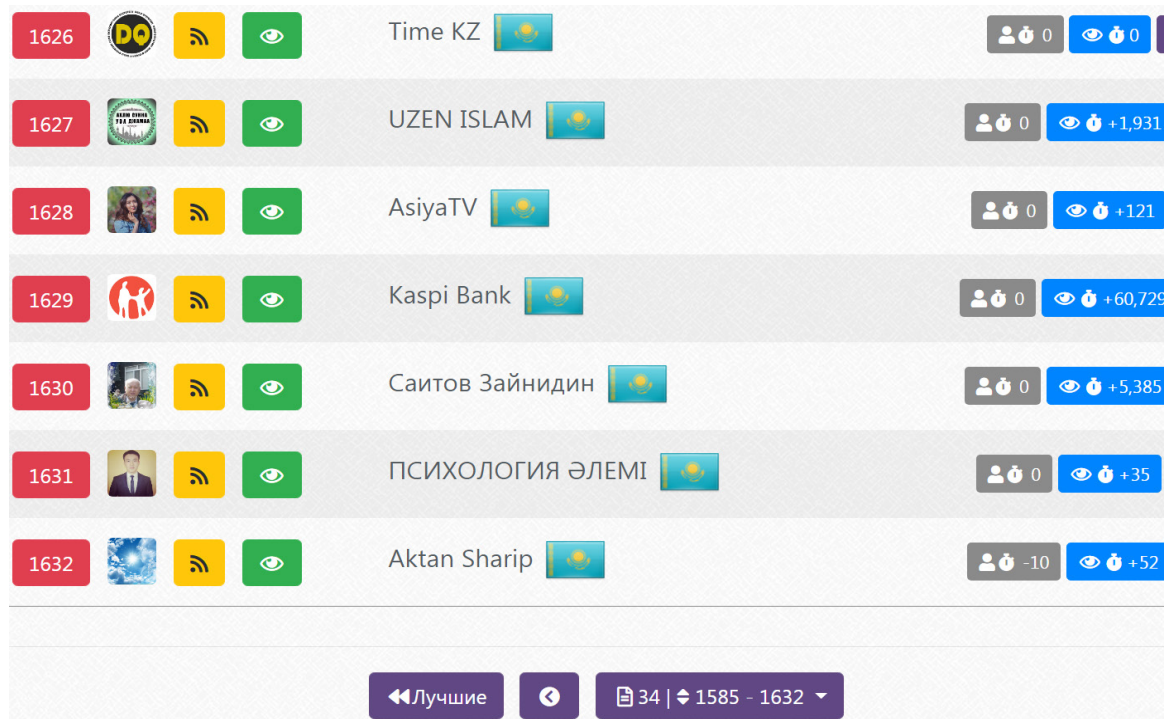 1626 DQ Time KZ 0 0
1627 UZEN ISLAM 0 +1,931
1628 AsiyaTV 0 +121
1629 Kaspi Bank 0 +60,729
1630 Саитов Зайнидин 0 +5,385
1631 ПСИХОЛОГИЯ ӘЛЕМІ 0 +35
1632 Aktan Sharip -10 +52
Лучшие 34 | 1585 - 1632